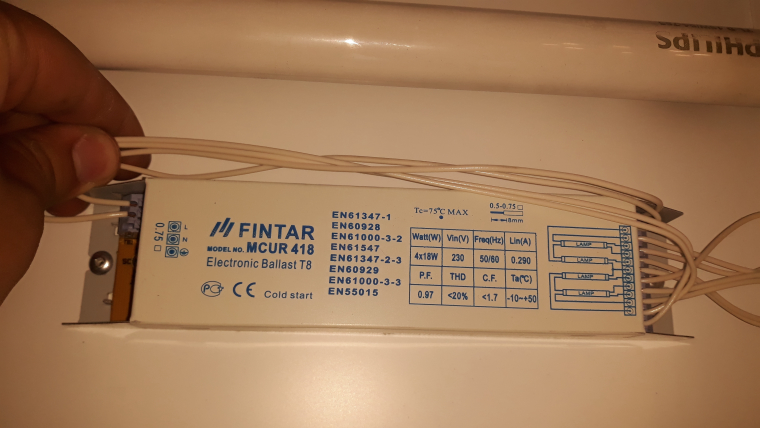 PHILIPS
L
N
0.75
FINTAR
MODEL NO. MCUR 418
Electronic Ballast T8
CE Cold start
EN61347-1
EN60928
EN61000-3-2
EN61547
EN61347-2-3
EN60929
EN61000-3-3
EN55015
Tc=75℃ MAX
0.5-0.75
8mm
Watt(W) Vin(V) Freq(Hz) Lin(A)
4x18W 230 50/60 0.290
P.F. THD C.F. Ta(℃)
0.97 <20% <1.7 -10~+50
LAMP
LAMP
LAMP
LAMP